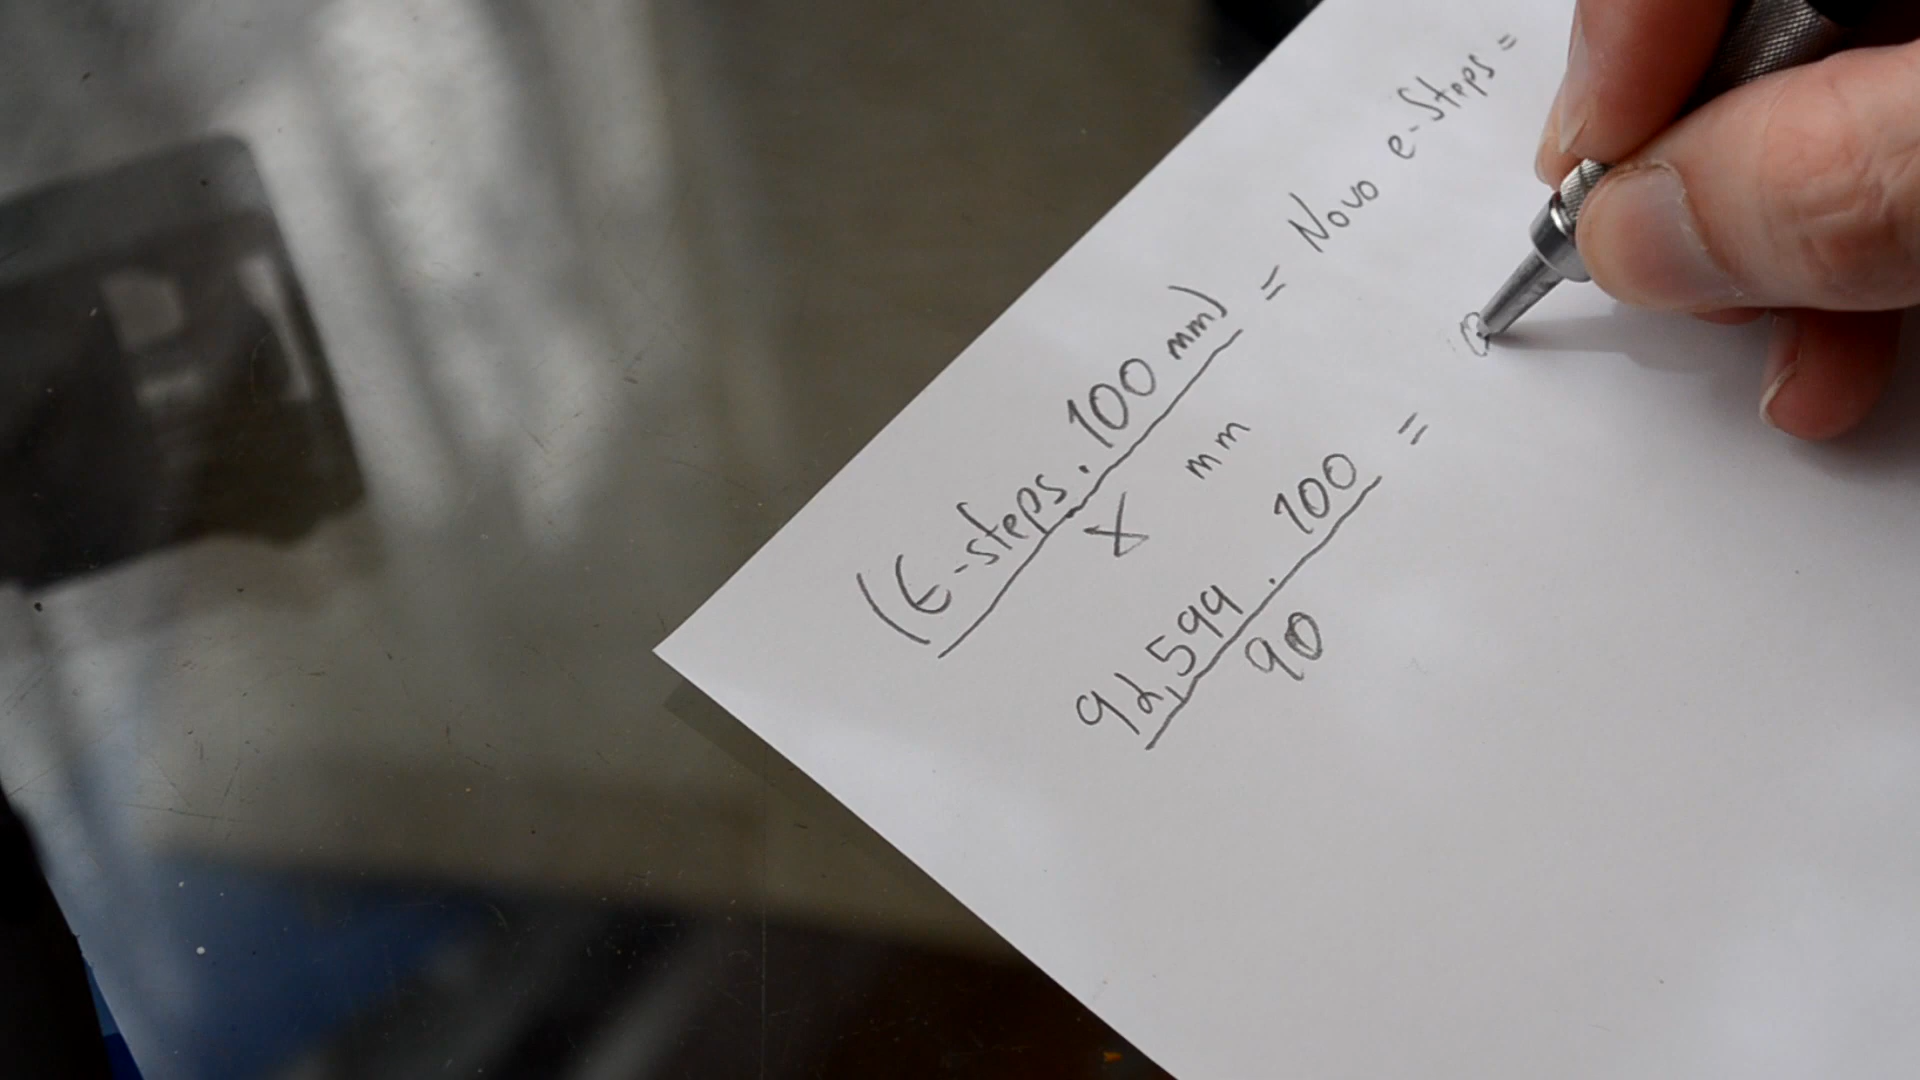 (E-steps . 100 mm) = Novo e-steps =
X mm
92,599 . 100 =
90